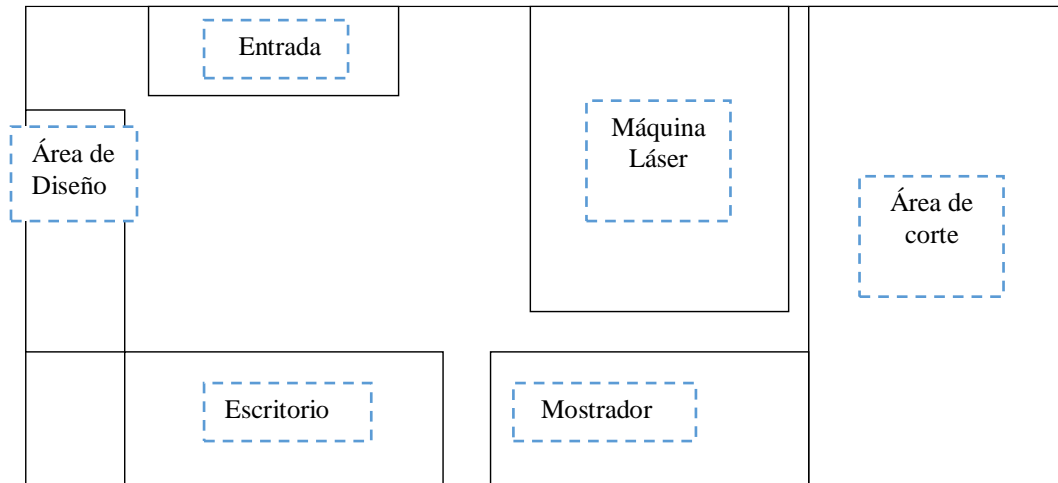 Entrada
Máquina
Láser
Área de
Diseño
Área de
corte
Escritorio
Mostrador